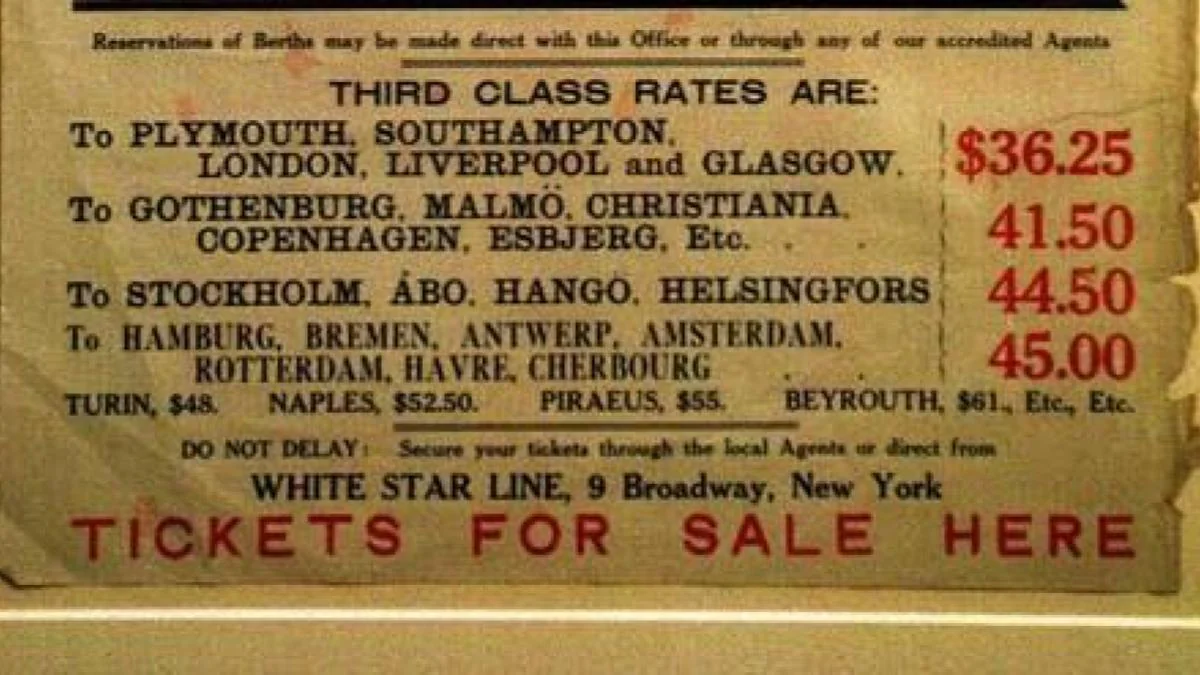 Reservations of Berths may be made direct with this Office or through any of our accredited Agents
THIRD CLASS RATES ARE:
To PLYMOUTH, SOUTHAMPTON,
LONDON, LIVERPOOL and GLASGOW. $36.25
To GOTHENBURG, MALMÖ, CHRISTIANIA,
COPENHAGEN, ESBJERG, Etc. . . 41.50
To STOCKHOLM, ÁBO, HANGÖ, HELSINGFORS 44.50
To HAMBURG, BREMEN, ANTWERP, AMSTERDAM,
ROTTERDAM, HAVRE, CHERBOURG . . 45.00
TURIN, $48. NAPLES, $52.50. PIRAEUS, $55. BEYROUTH, $61., Etc., Etc.
DO NOT DELAY: Secure your tickets through the local Agents or direct from
WHITE STAR LINE, 9 Broadway, New York
TICKETS FOR SALE HERE